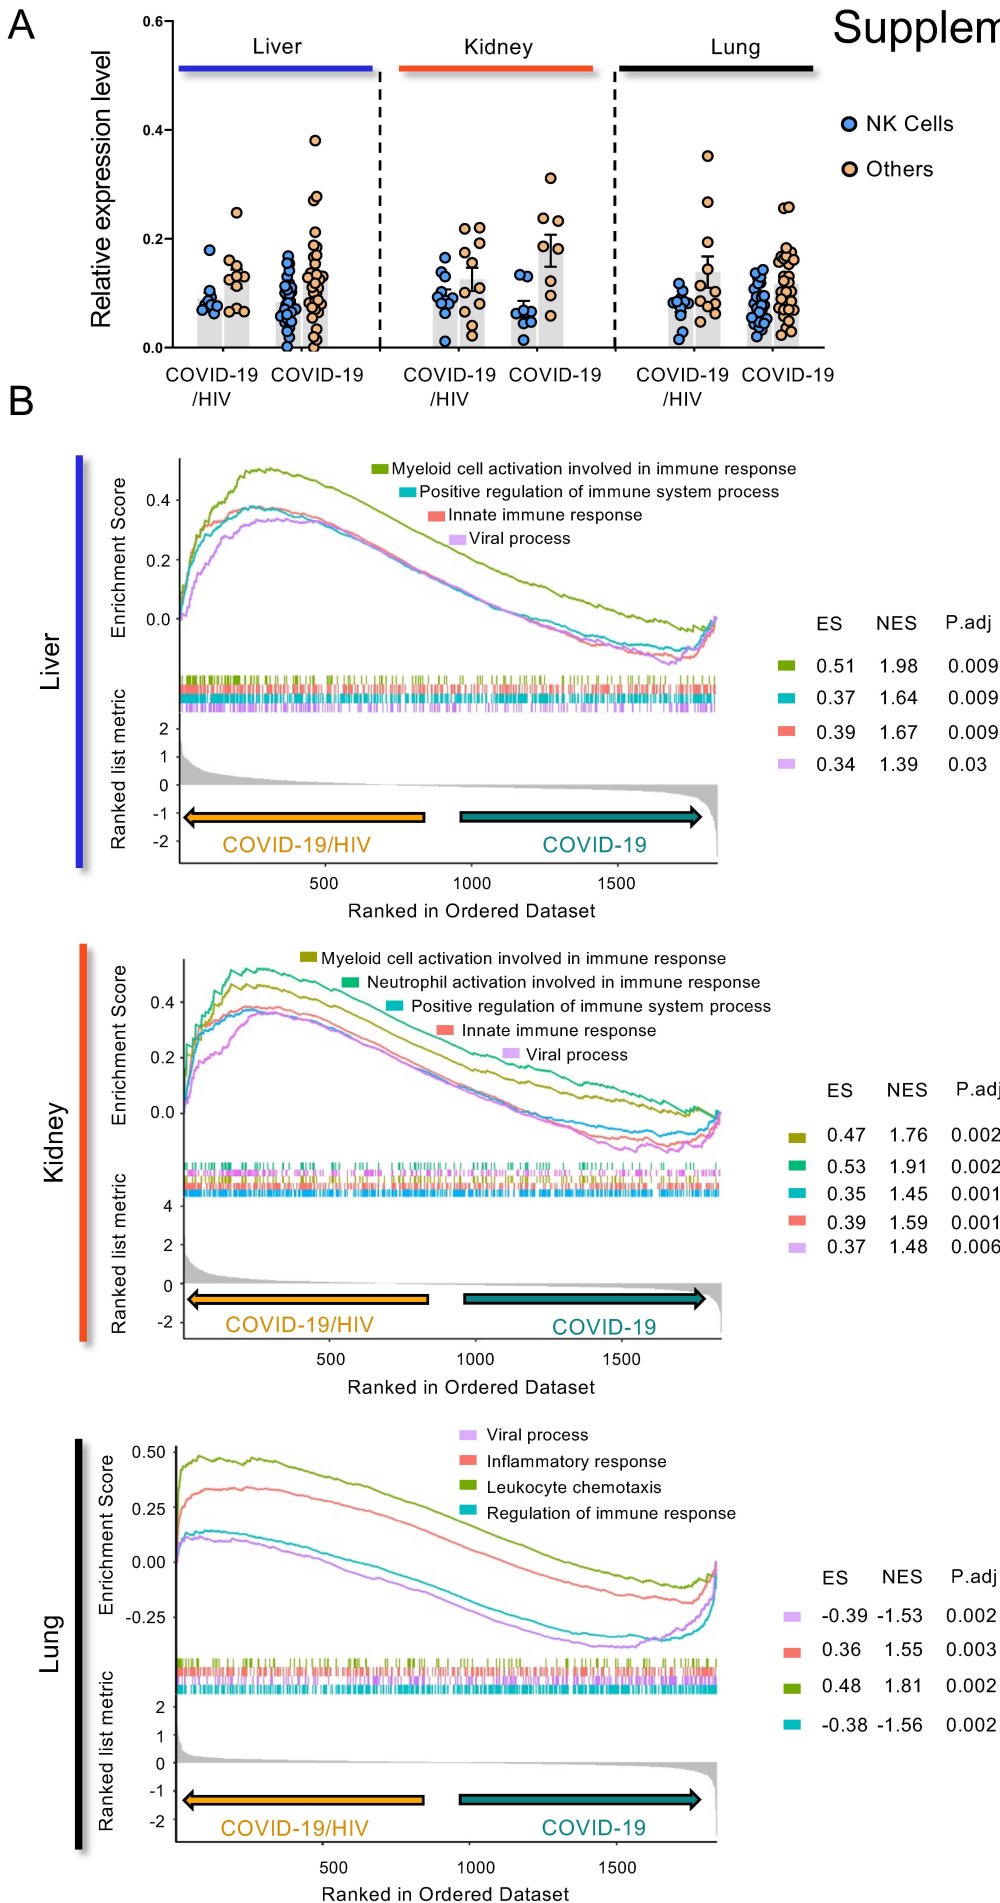 A
Supplem
0.6
0.4
0.2
0.0
Relative expression level
Liver
Kidney
Lung
NK Cells
Others
COVID-19
/HIV
COVID-19
COVID-19
/HIV
COVID-19
COVID-19
/HIV
COVID-19
B
Liver
Enrichment Score
0.4
0.2
0.0
Myeloid cell activation involved in immune response
Positive regulation of immune system process
Innate immune response
Viral process
ES NES P.adj
0.51 1.98 0.009
0.37 1.64 0.009
0.39 1.67 0.009
0.34 1.39 0.03
Ranked list metric
2
1
0
-1
-2
COVID-19/HIV
COVID-19
500 1000 1500
Ranked in Ordered Dataset
Kidney
Enrichment Score
0.4
0.2
0.0
Myeloid cell activation involved in immune response
Neutrophil activation involved in immune response
Positive regulation of immune system process
Innate immune response
Viral process
ES NES P.adj
0.47 1.76 0.002
0.53 1.91 0.002
0.35 1.45 0.001
0.39 1.59 0.001
0.37 1.48 0.006
Ranked list metric
4
2
0
-2
COVID-19/HIV
COVID-19
500 1000 1500
Ranked in Ordered Dataset
Lung
Enrichment Score
0.50
0.25
0.00
-0.25
Viral process
Inflammatory response
Leukocyte chemotaxis
Regulation of immune response
ES NES P.adj
-0.39 -1.53 0.002
0.36 1.55 0.003
0.48 1.81 0.002
-0.38 -1.56 0.002
Ranked list metric
2
1
0
-1
-2
COVID-19/HIV
COVID-19
500 1000 1500
Ranked in Ordered Dataset